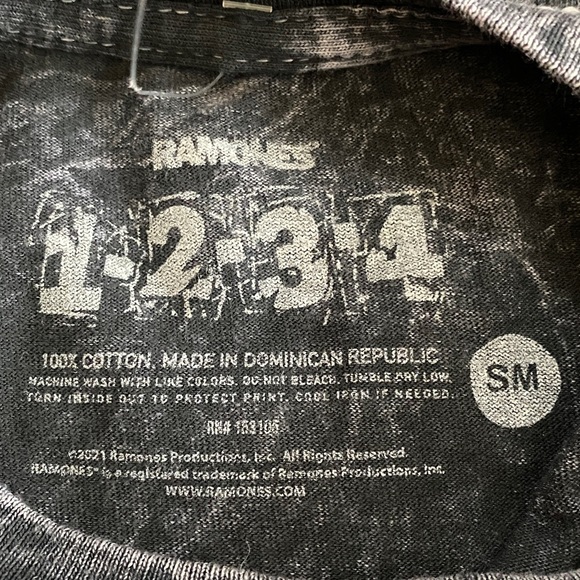 RAMONES
1-2-3-4
100% COTTON. MADE IN DOMINICAN REPUBLIC
MACHINE WASH WITH LIKE COLORS. DO NOT BLEACH. TUMBLE DRY LOW.
TURN INSIDE OUT TO PROTECT PRINT. COOL IRON IF NEEDED.
SM
RN#
©2021 Ramones Productions, Inc. All Rights Reserved.
RAMONES® is a registered trademark of Ramones Productions, Inc.
WWW.RAMONES.COM